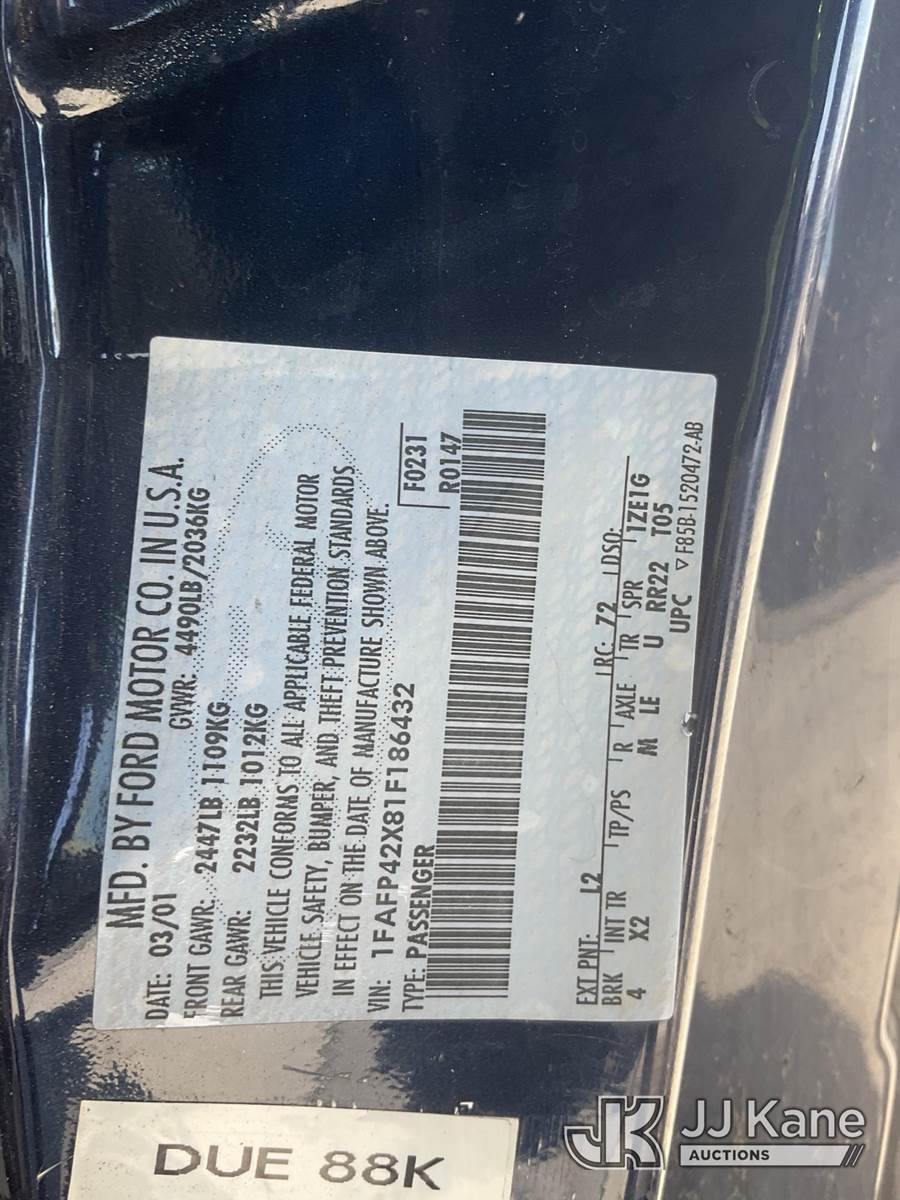 MFD. BY FORD MOTOR CO. IN U.S.A.
DATE: 03/01 GVWR: 4490LB/2036KG
FRONT GAWR: 2447LB 1109KG
REAR GAWR: 2232LB 1012KG
THIS VEHICLE CONFORMS TO ALL APPLICABLE FEDERAL MOTOR
VEHICLE SAFETY, BUMPER, AND THEFT PREVENTION STANDARDS
IN EFFECT ON THE DATE OF MANUFACTURE SHOWN ABOVE.
VIN: 1FAFP42X81F186432 F0231
TYPE: PASSENGER R0147
EXT PNT: L2 RC: 72 DSO:
BRK INT TR TP/PS R AXLE TR SPR 1ZE1G
4 X2 M LE U RR22 T05
UPC ▽ F85B-1520472-AB
DUE 88K
JK JJ Kane
AUCTIONS